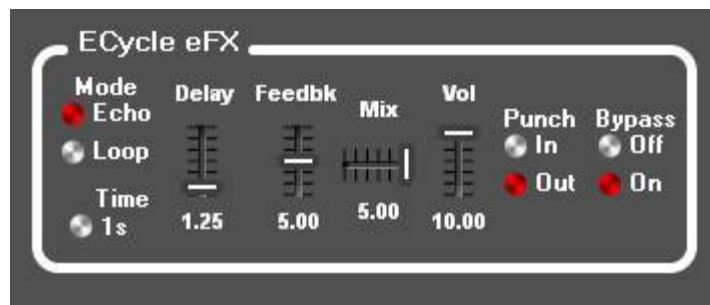 ECycle eFX
Mode
Echo
Loop
Time
1s
Delay
1.25
Feedbk
5.00
Mix
5.00
Vol
10.00
Punch
In
Out
Bypass
Off
On